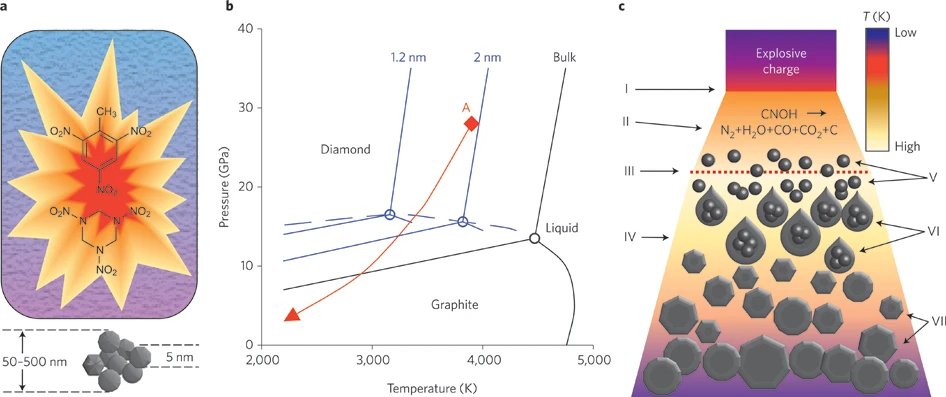 a
CH3
O2N
NO2
NO2
NO2
N
N
NO2
N
NO2
50–500 nm
5 nm
b
40
30
20
10
0
Pressure (GPa)
2,000
3,000
4,000
5,000
Temperature (K)
1.2 nm
2 nm
Bulk
A
Diamond
Liquid
Graphite
c
Explosive
charge
T (K)
Low
High
I
II
III
IV
V
VI
VII
CNOH
N2+H2O+CO+CO2+C